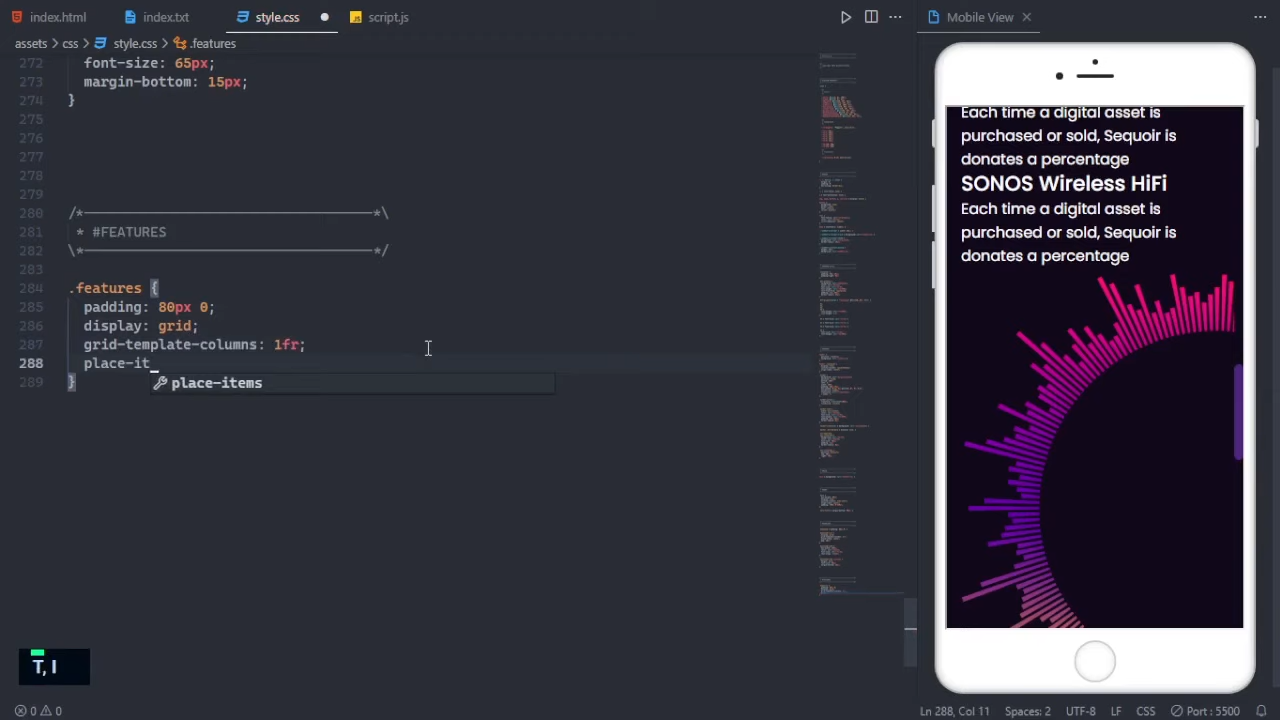 index.html index.txt style.css script.js Mobile View
assets > css > style.css > .features
272 font-size: 65px;
273 margin-bottom: 15px;
274 }
275
276
277
278
279
280 /*-----------------------------------*\
281 * #FEATURES
282 \*-----------------------------------*/
283
284 .features {
285 padding: 80px 0;
286 display: grid;
287 grid-template-columns: 1fr;
288 place-it
289 }
place-items
T, I
Each time a digital asset is
purchased or sold, Sequoir is
donates a percentage
SONOS Wireless HiFi
Each time a digital asset is
purchased or sold, Sequoir is
donates a percentage
0 0 Ln 288, Col 11 Spaces: 2 UTF-8 LF CSS Port : 5500